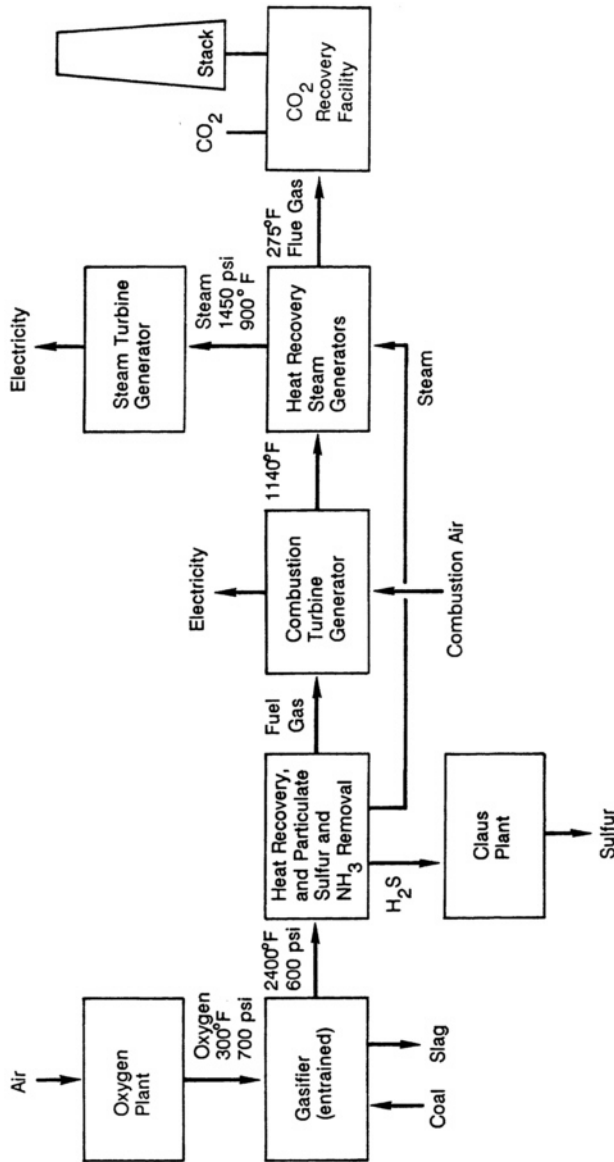 Air
Oxygen
Plant
Oxygen
300°F
700 psi
Gasifier
(entrained)
Coal
Slag
2400°F
600 psi
Heat Recovery,
and Particulate
Sulfur and
NH3 Removal
H2S
Claus
Plant
Sulfur
Fuel
Gas
Electricity
Combustion
Turbine
Generator
Combustion Air
1140°F
Steam
Electricity
Steam Turbine
Generator
Steam
1450 psi
900° F
Heat Recovery
Steam
Generators
275°F
Flue Gas
CO2
Stack
CO2
Recovery
Facility